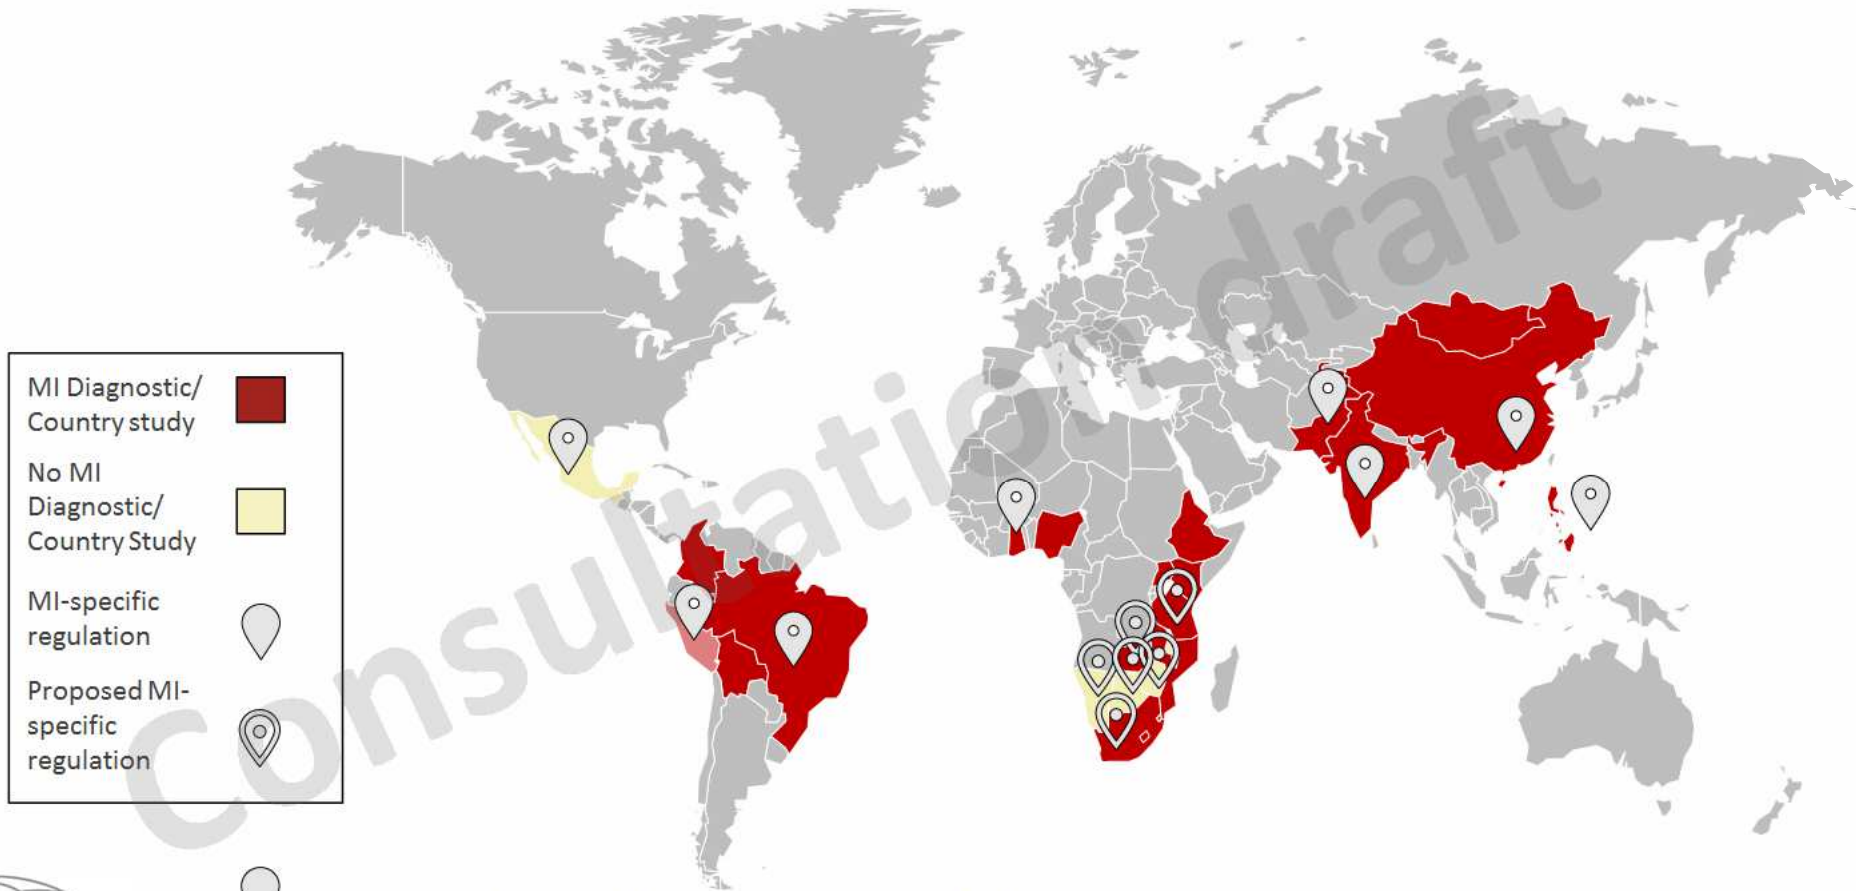 MI Diagnostic/
Country study
No MI
Diagnostic/
Country Study
MI-specific
regulation
Proposed MI-
specific
regulation
Consultation draft